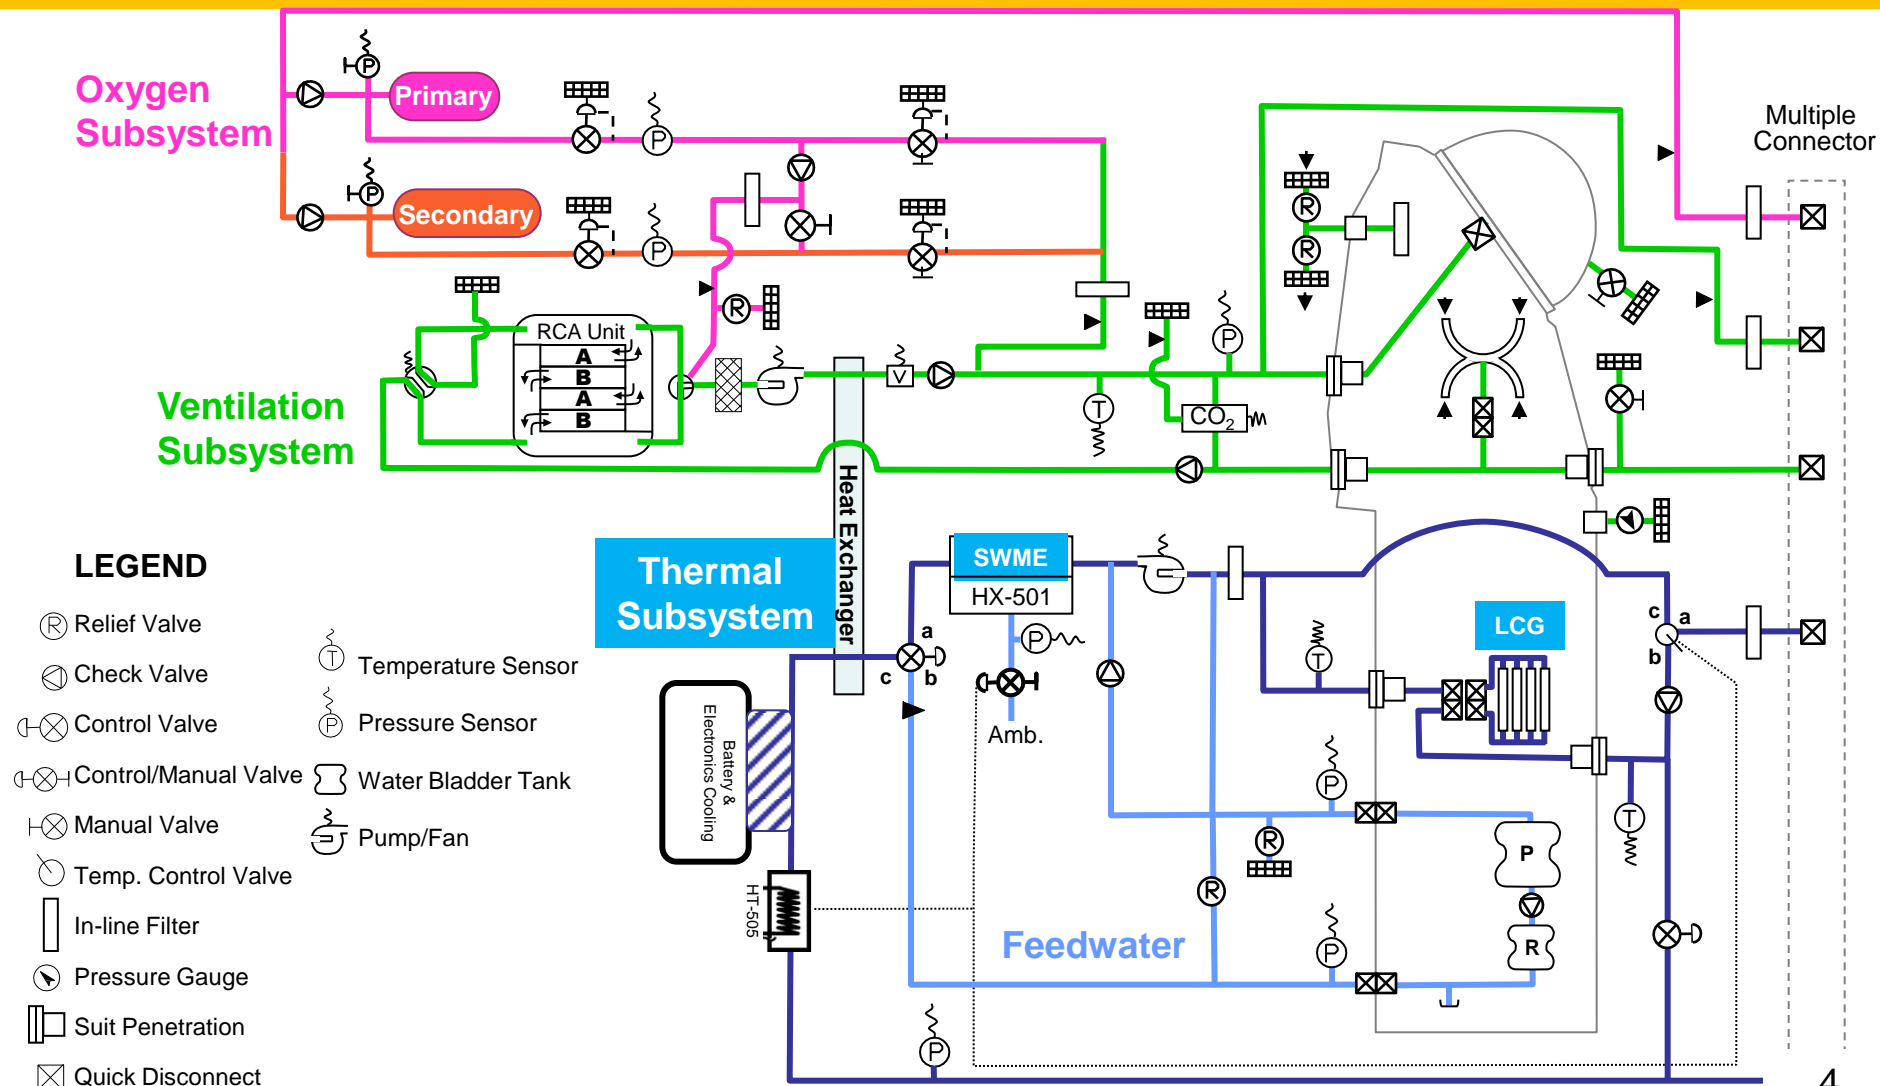 Oxygen
Subsystem
P
Primary
P
P
Secondary
P
P
Multiple
Connector
R
R
R
RCA Unit
A
B
A
B
V
P
T
CO2
Ventilation
Subsystem
Heat Exchanger
Thermal
Subsystem
SWME
HX-501
P
Amb.
a
b
c
Battery &
Electronics Cooling
HT-505
LCG
T
c
a
b
T
P
R
R
P
R
P
Feedwater
P
LEGEND
R Relief Valve
Check Valve
Control Valve
Control/Manual Valve
Manual Valve
Temp. Control Valve
In-line Filter
Pressure Gauge
Suit Penetration
Quick Disconnect
T Temperature Sensor
P Pressure Sensor
Water Bladder Tank
Pump/Fan
4